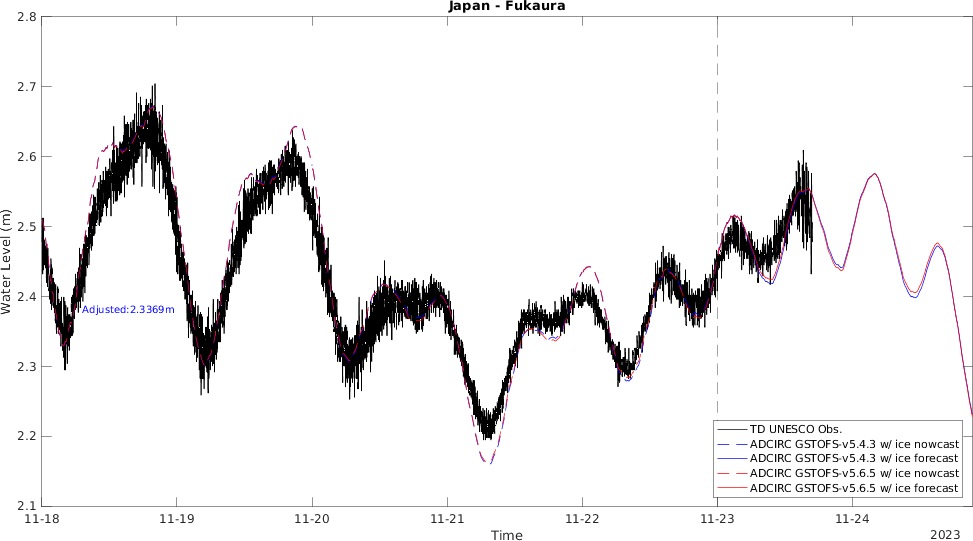 Japan - Fukaura
2.8
2.7
2.6
2.5
2.4
2.3
2.2
2.1
Water Level (m)
Adjusted:2.3369m
TD UNESCO Obs.
ADCIRC GSTOFS-v5.4.3 w/ ice nowcast
ADCIRC GSTOFS-v5.4.3 w/ ice forecast
ADCIRC GSTOFS-v5.6.5 w/ ice nowcast
ADCIRC GSTOFS-v5.6.5 w/ ice forecast
11-18 11-19 11-20 11-21 11-22 11-23 11-24
Time
2023